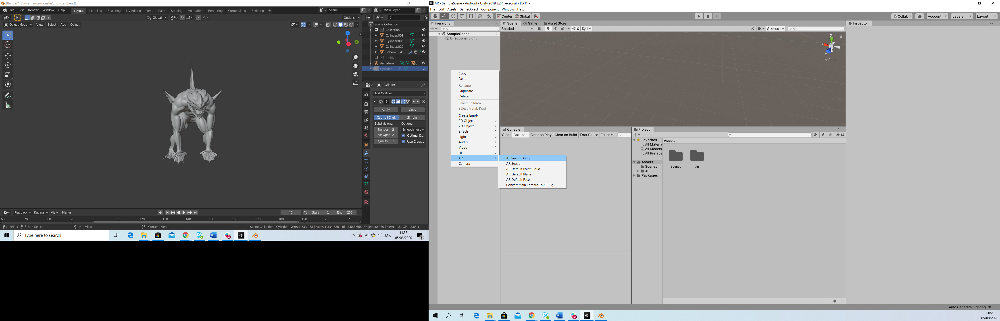 Blender* [D:\wamama\monster\monster.blend]
File Edit Render Window Help
Layout Modeling Sculpting UV Editing Texture Paint Shading Animation Rendering Compositing Scripting +
Scene
View Layer
Global
Options
Object Mode View Select Add Object
Scene Collection
Collection
Cylinder.001
Cylinder.005
Cylinder.010
Sphere.004
archive
Armature
99
Cylinder
Cylinder
Add Modifier
S
Apply Copy
Catmull-Clark Simple
Subdivisions: Options:
Render 2 Smooth, ke...
Viewpor 2 Optimal D...
Quality 3 Use Creas...
Playback Keying View Marker
45 Start 1 End 250
60 70 80 90 100 110 120 130 140 150 160 170 180 190 200 210
Select Box Select Pan View Context Menu
Scene Collection | Cylinder | Verts:1,333,038 | Faces:1,334,386 | Tris:2,665,668 | Objects:0/260 | Mem: 4.81 GiB | 2.83.1
Type here to search
ENG
11:55
05/08/2020
2
AR - SampleScene - Android - Unity 2019.3.2f1 Personal <DX11>
File Edit Assets GameObject Component Window Help
Center Global
Collab Account Layers Layout
Hierarchy
All
SampleScene
Directional Light
Scene Game Asset Store
Shaded 2D 0 Gizmos All
y
x
z
Persp
Inspector
Copy
Paste
Rename
Duplicate
Delete
Select Children
Select Prefab Root
Create Empty
3D Object
2D Object
Effects
Light
Audio
Video
UI
XR
Camera
AR Session Origin
AR Session
AR Default Point Cloud
AR Default Plane
AR Default Face
Convert Main Camera To XR Rig
Console
Clear Collapse Clear on Play Clear on Build Error Pause Editor
Project
14
Favorites
All Materia
All Models
All Prefabs
Assets
Scenes
XR
Packages
Assets
Scenes XR
Auto Generate Lighting Off
11:55
05/08/2020